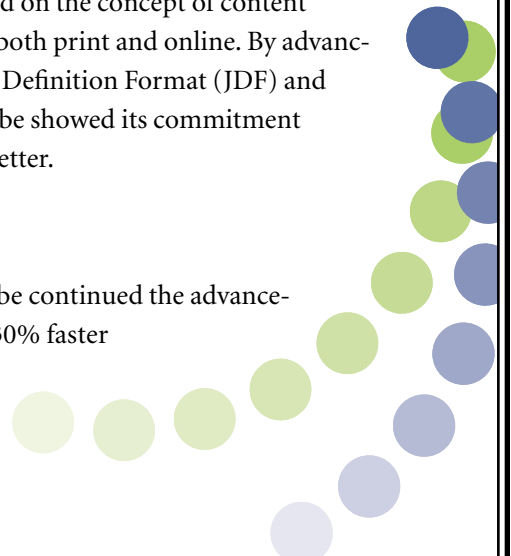 d on the concept of content
both print and online. By advanc-
Definition Format (JDF) and
be showed its commitment
etter.
be continued the advance-
0% faster